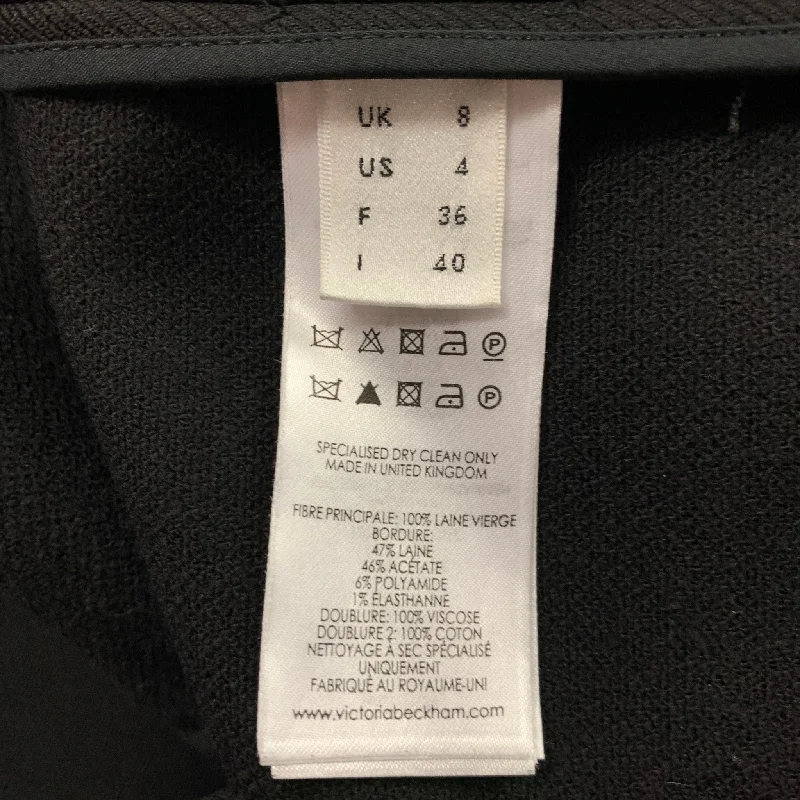 UK 8
US 4
F 36
I 40
P
P
SPECIALISED DRY CLEAN ONLY
MADE IN UNITED KINGDOM
FIBRE PRINCIPALE: 100% LAINE VIERGE
BORDURE:
47% LAINE
46% ACÉTATE
6% POLYAMIDE
1% ÉLASTHANNE
DOUBLURE: 100% VISCOSE
DOUBLURE 2: 100% COTON
NETTOYAGE À SEC SPÉCIALISÉ
UNIQUEMENT
FABRIQUÉ AU ROYAUME-UNI
www.victoriabeckham.com